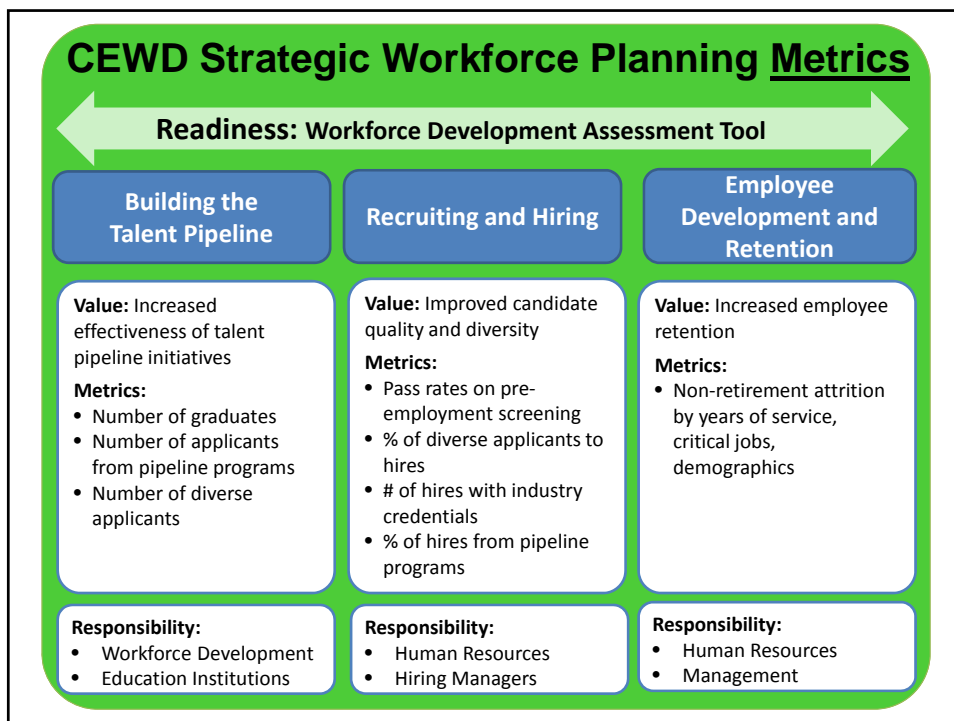 CEWD Strategic Workforce Planning Metrics
Readiness: Workforce Development Assessment Tool
Building the
Talent Pipeline
Value: Increased
effectiveness of talent
pipeline initiatives
Metrics:
• Number of graduates
• Number of applicants
from pipeline programs
• Number of diverse
applicants
Responsibility:
• Workforce Development
• Education Institutions
Recruiting and Hiring
Value: Improved candidate
quality and diversity
Metrics:
• Pass rates on pre-
employment screening
• % of diverse applicants to
hires
• # of hires with industry
credentials
• % of hires from pipeline
programs
Responsibility:
• Human Resources
• Hiring Managers
Employee
Development and
Retention
Value: Increased employee
retention
Metrics:
• Non-retirement attrition
by years of service,
critical jobs,
demographics
Responsibility:
• Human Resources
• Management